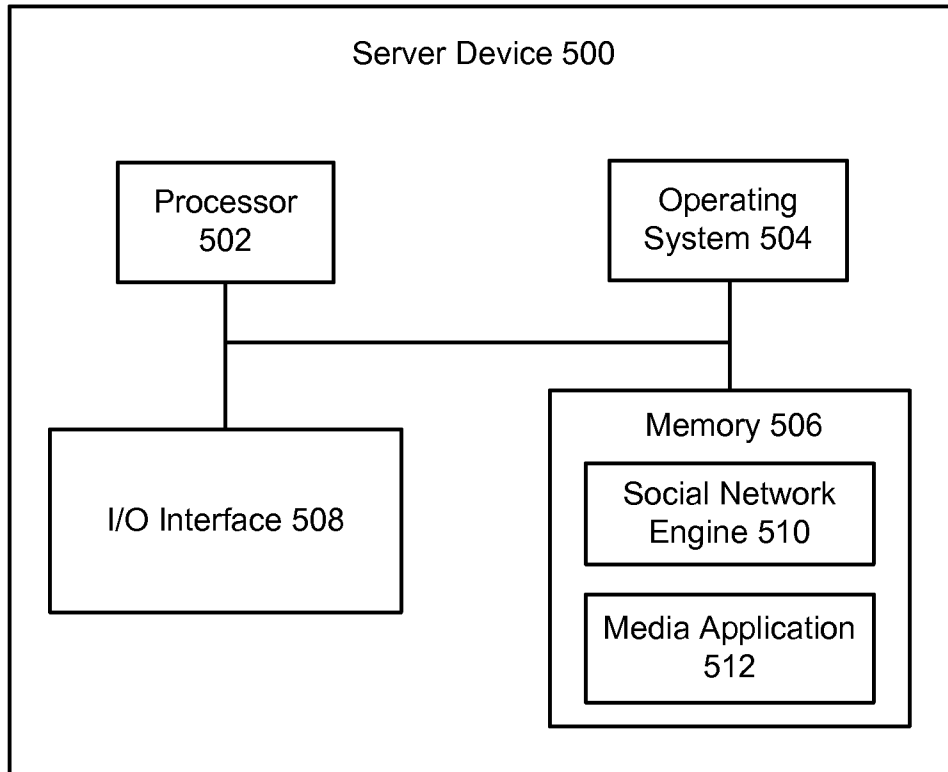 Server Device 500
Processor
502
Operating
System 504
I/O Interface 508
Memory 506
Social Network
Engine 510
Media Application
512